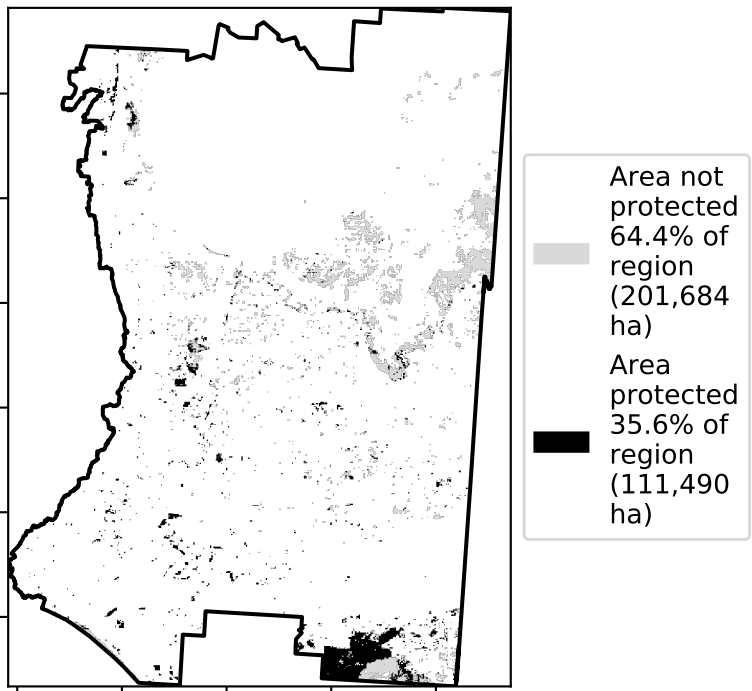 Area not
protected
64.4% of
region
(201,684
ha)
Area
protected
35.6% of
region
(111,490
ha)